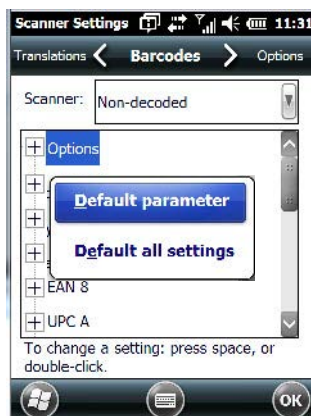 Scanner Settings 11:31
Translations Barcodes Options
Scanner: Non-decoded
Options
Default parameter
Default all settings
EAN 8
UPC A
To change a setting: press space, or
double-click.
OK